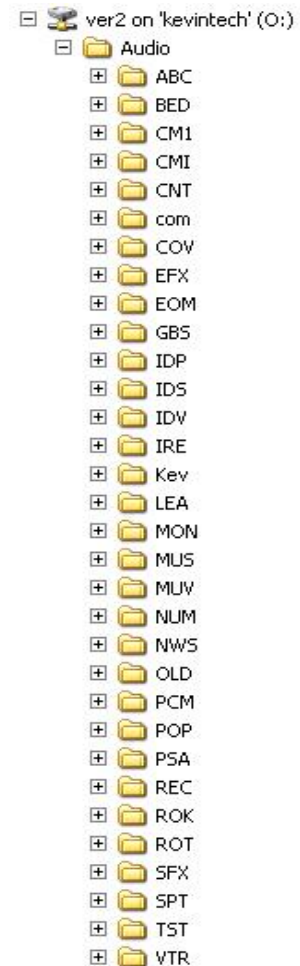 ver2 on 'kevintech' (O:)
Audio
ABC
BED
CM1
CMI
CNT
com
COV
EFX
EOM
GBS
IDP
IDS
IDV
IRE
Kev
LEA
MON
MUS
MUV
NUM
NWS
OLD
PCM
POP
PSA
REC
ROK
ROT
SFX
SPT
TST
VTR